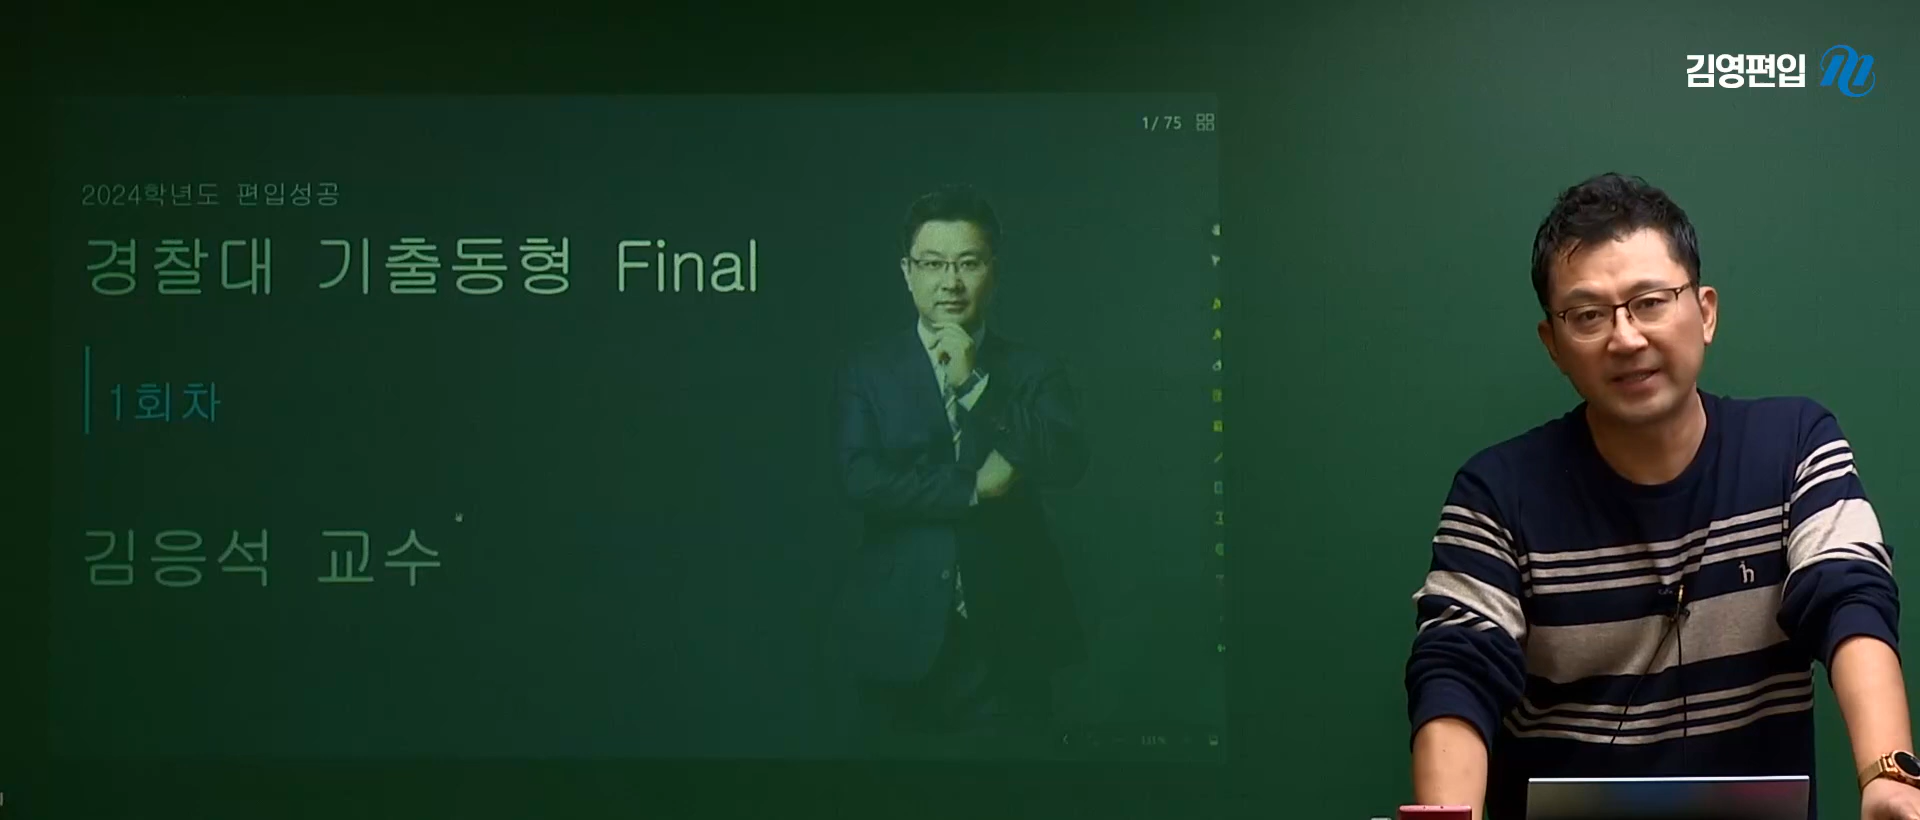 김영편입
1/ 75
2024학년도 편입성공
경찰대 기출동형 Final
1회차
김응석 교수
131%
h